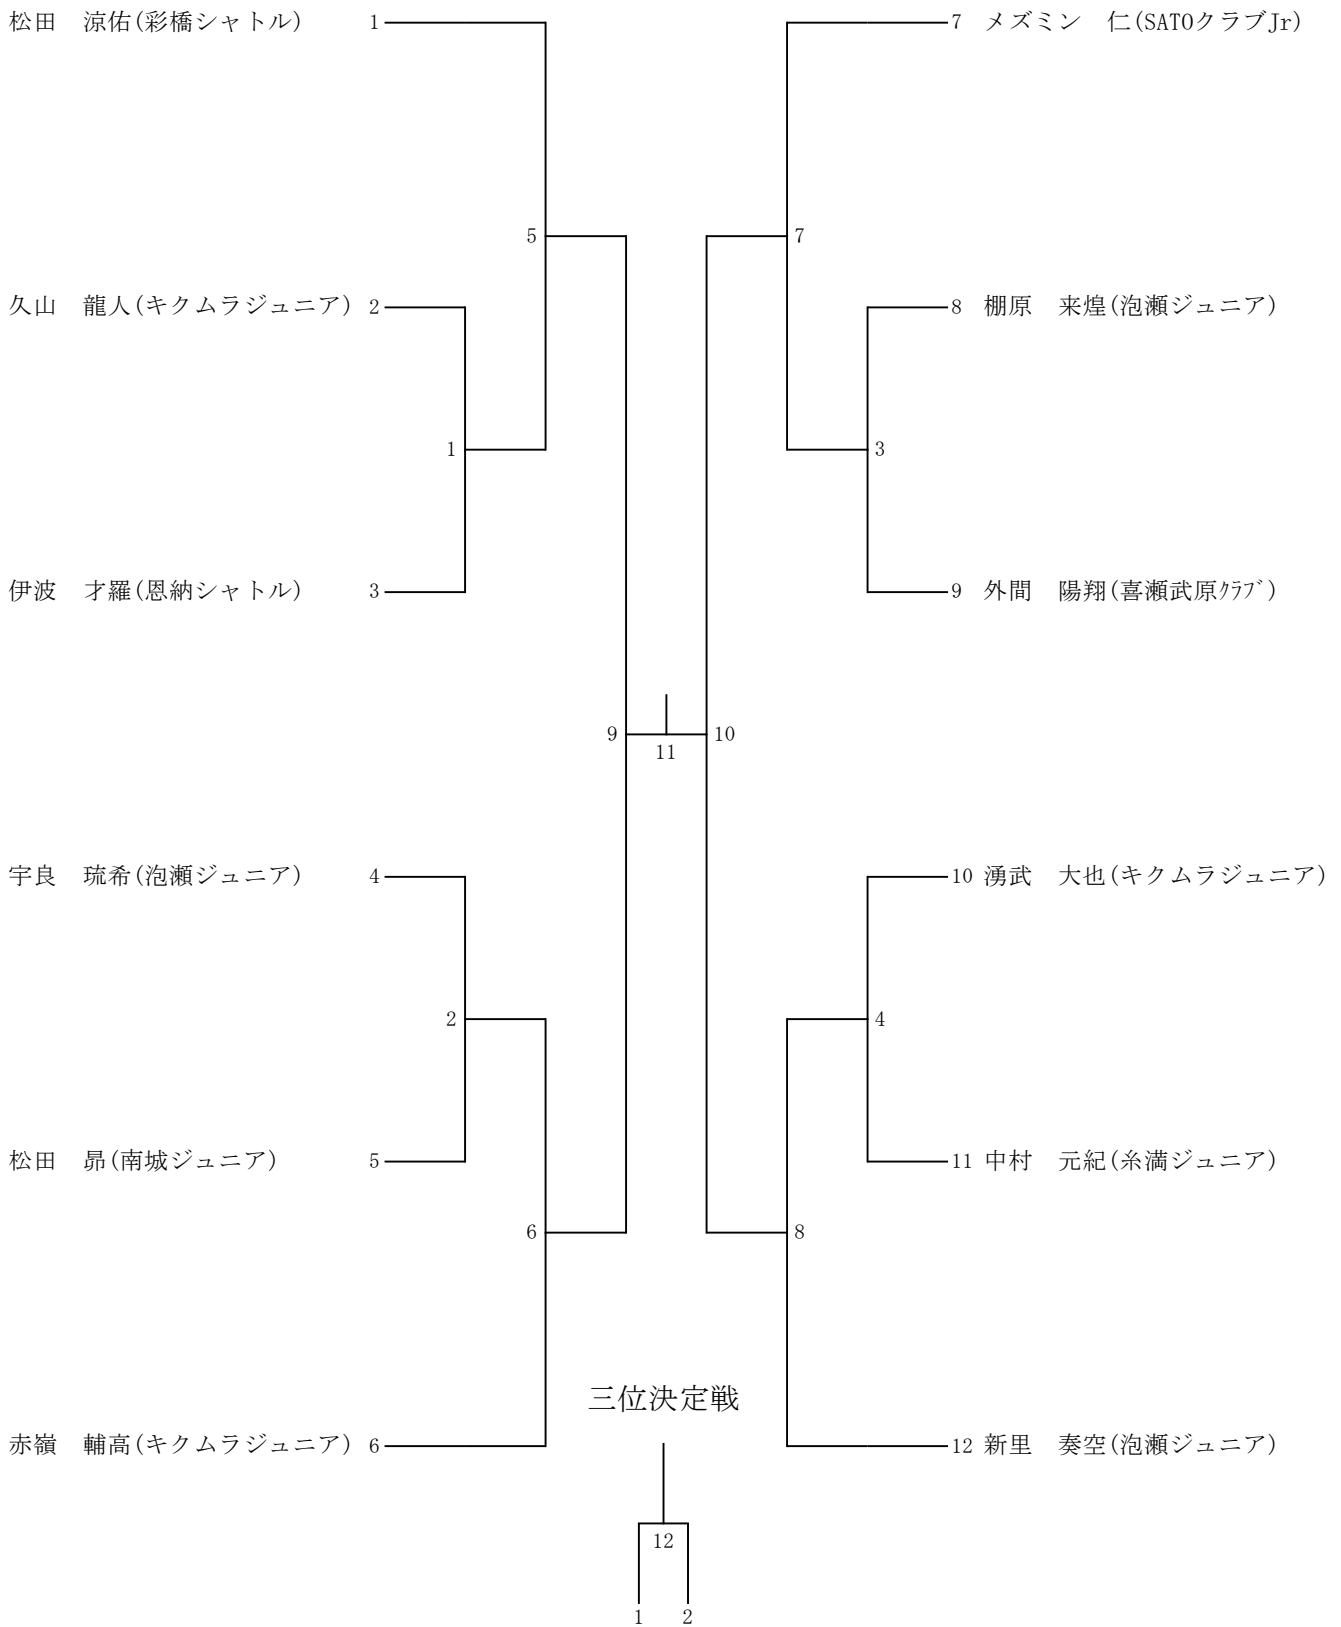 松田　涼佑(彩橋シャトル) 1
7 メズミン　仁(SATOクラブJr)
5
7
久山　龍人(キクムラジュニア) 2
8 棚原　来煌(泡瀬ジュニア)
1
3
伊波　才羅(恩納シャトル) 3
9 外間　陽翔(喜瀬武原ｸﾗﾌﾞ)
9
11
10
宇良　琉希(泡瀬ジュニア) 4
10 湧武　大也(キクムラジュニア)
2
4
松田　昴(南城ジュニア) 5
11 中村　元紀(糸満ジュニア)
6
8
三位決定戦
赤嶺　輔高(キクムラジュニア) 6
12 新里　奏空(泡瀬ジュニア)
12
1 2